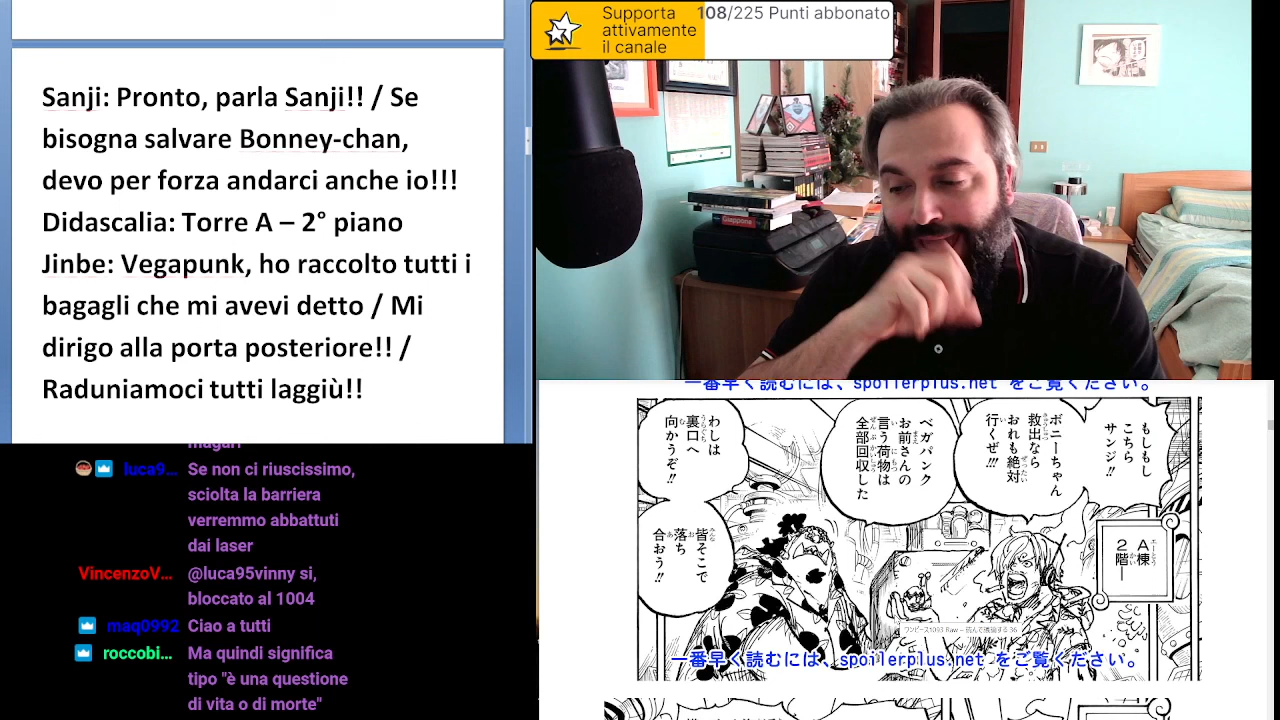 Sanji: Pronto, parla Sanji!! / Se
bisogna salvare Bonney-chan,
devo per forza andarci anche io!!!
Didascalia: Torre A – 2° piano
Jinbe: Vegapunk, ho raccolto tutti i
bagagli che mi avevi detto / Mi
dirigo alla porta posteriore!! /
Raduniamoci tutti laggiù!!
Supporta
attivamente
il canale
108/225 Punti abbonato
Giappone
magari
luca9... Se non ci riuscissimo,
sciolta la barriera
verremmo abbattuti
dai laser
VincenzoV... @luca95vinny si,
bloccato al 1004
maq0992 Ciao a tutti
roccobi... Ma quindi significa
tipo "è una questione
di vita o di morte"
一番早く読むには、spoilerplus.net をご覧ください。
もしもし
こちら
サンジ!!
ボニーちゃん
救出なら
おれも絶対
行くぜ!!!
A棟
2階―
ベガパンク
お前さんの
言う荷物は
全部回収した
わしは
裏口へ
向かうぞ!!
皆そこで
落ち
合おう!!
一番早く読むには、spoilerplus.net をご覧ください。